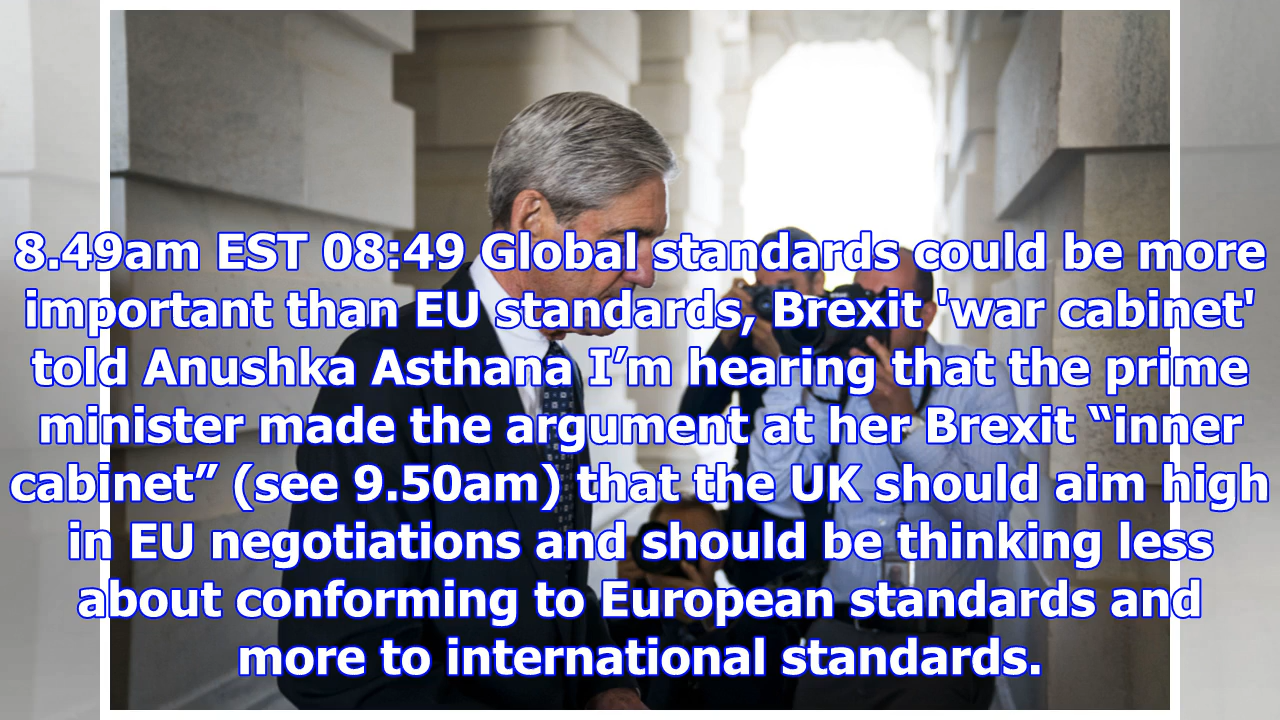 8.49am EST 08:49 Global standards could be more
important than EU standards, Brexit 'war cabinet'
told Anushka Asthana I’m hearing that the prime
minister made the argument at her Brexit “inner
cabinet” (see 9.50am) that the UK should aim high
in EU negotiations and should be thinking less
about conforming to European standards and
more to international standards.